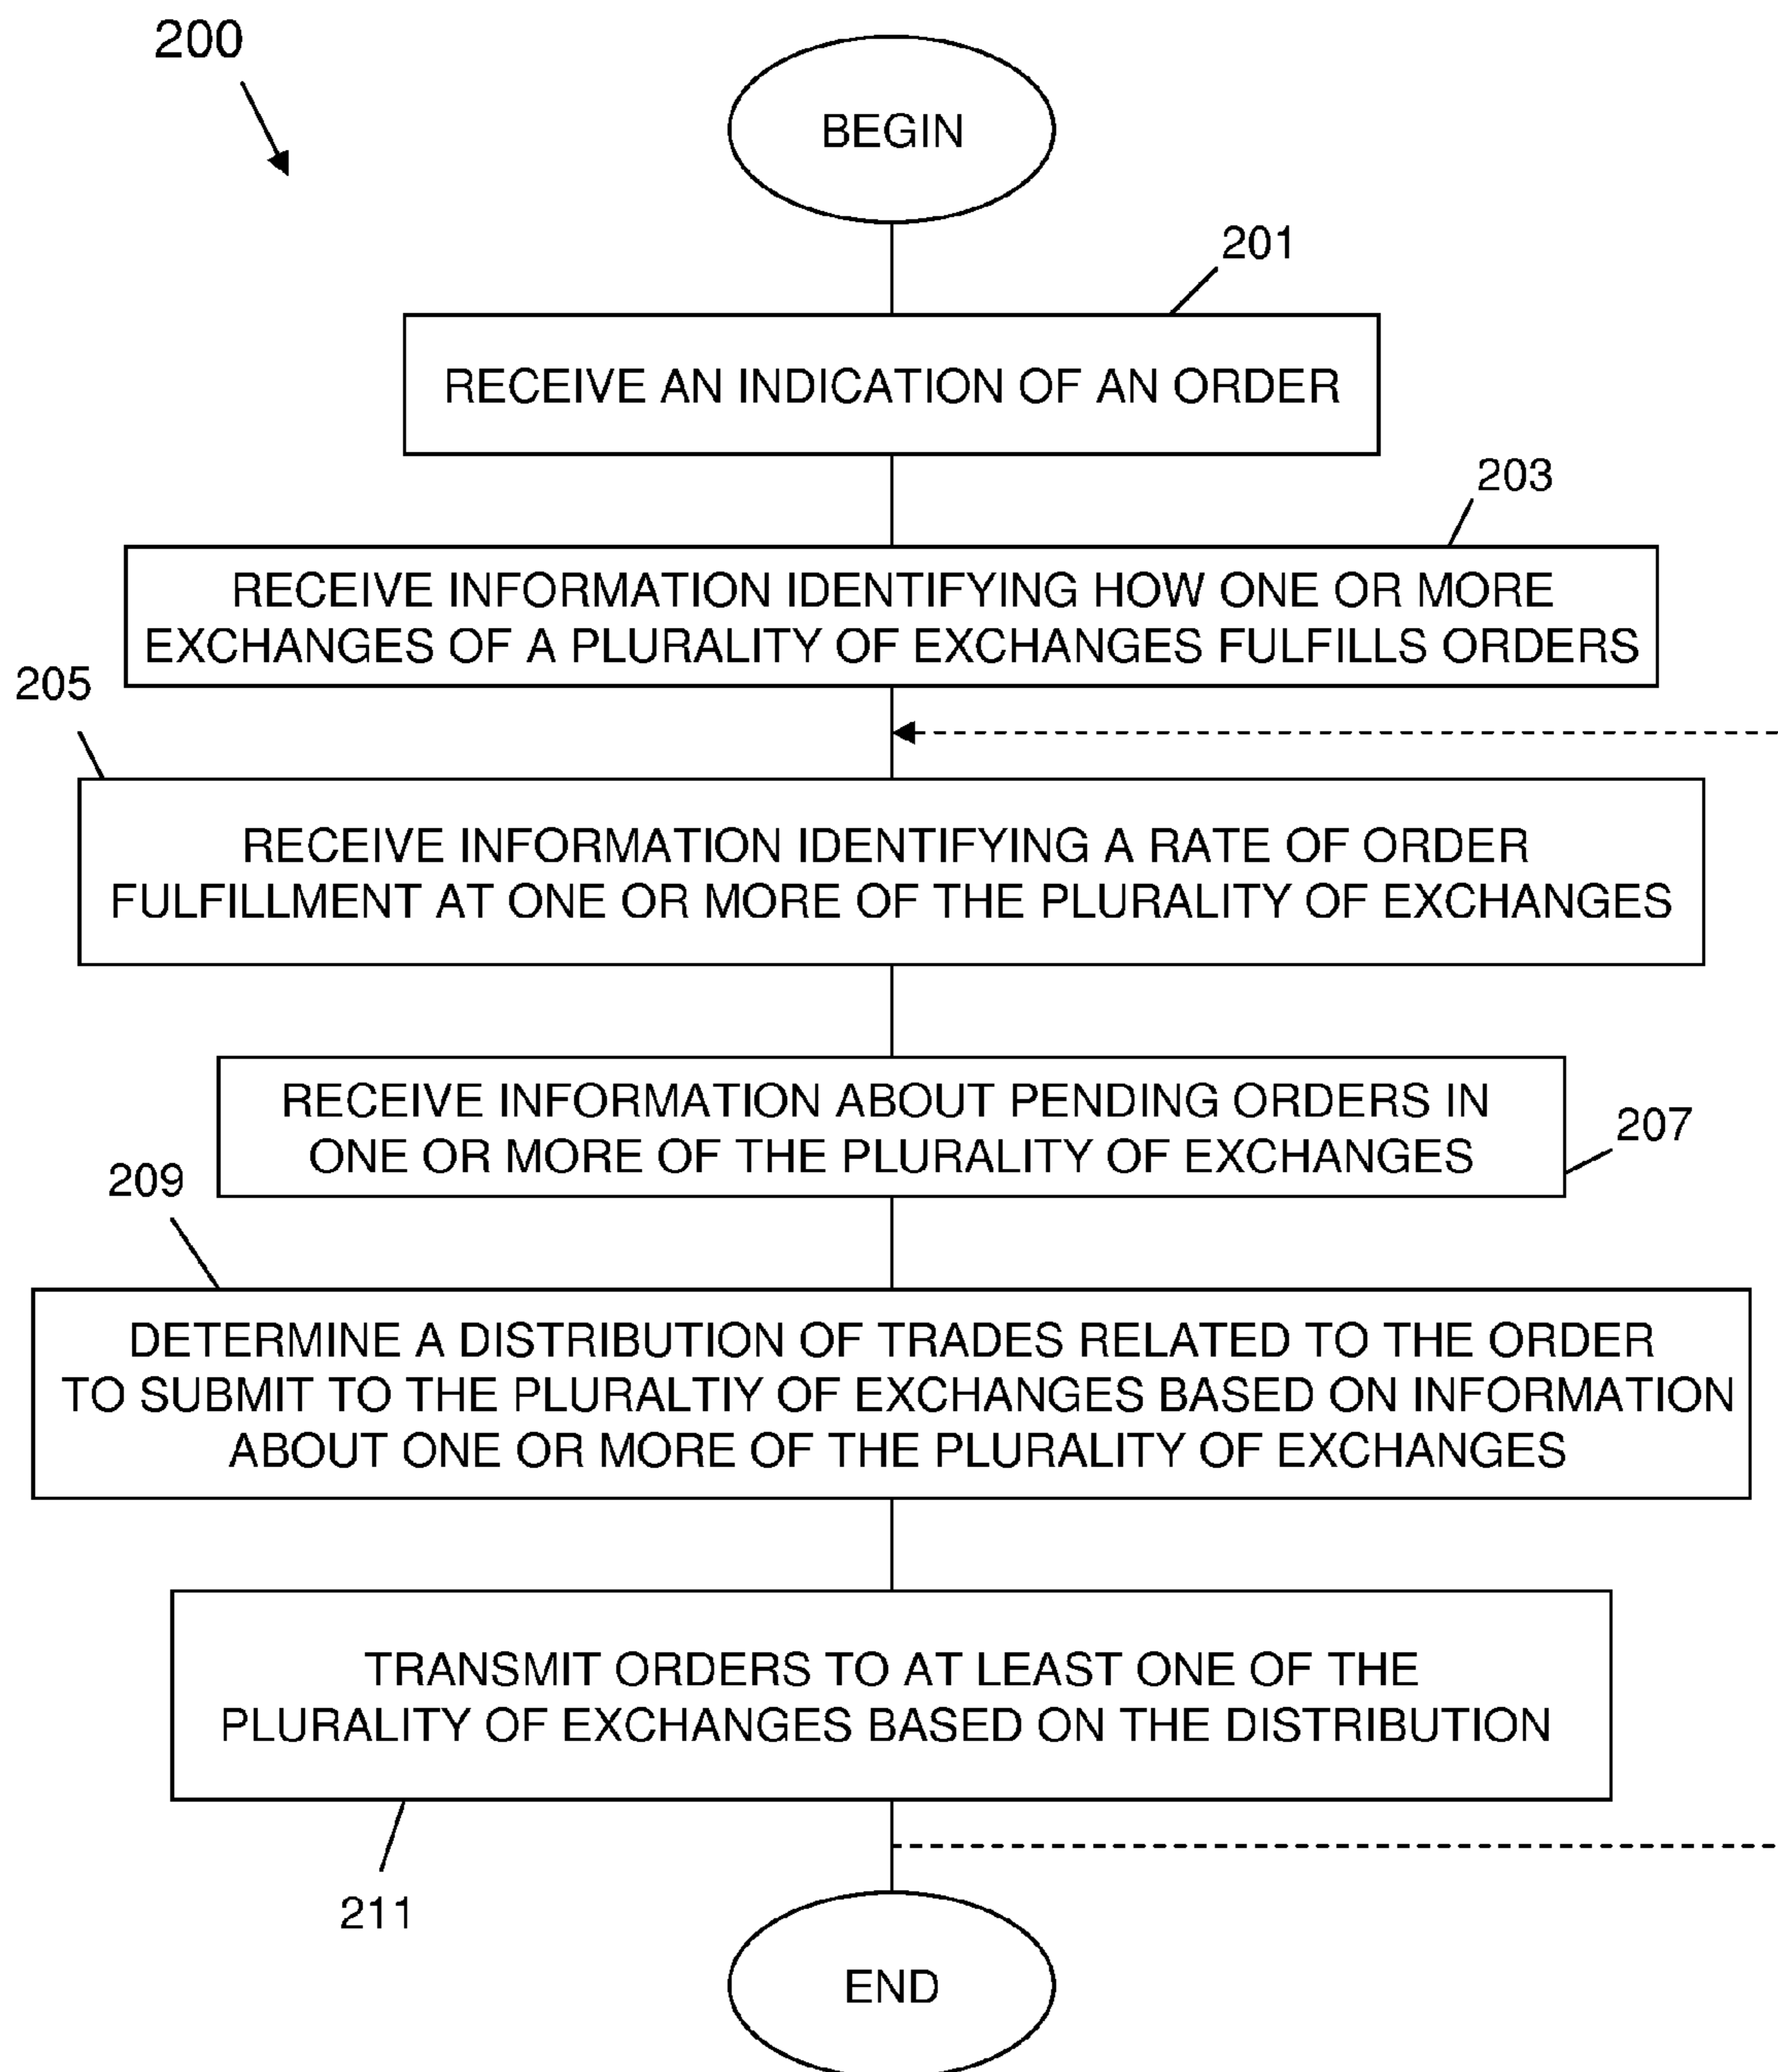 200
BEGIN
201
RECEIVE AN INDICATION OF AN ORDER
203
RECEIVE INFORMATION IDENTIFYING HOW ONE OR MORE
EXCHANGES OF A PLURALITY OF EXCHANGES FULFILLS ORDERS
205
RECEIVE INFORMATION IDENTIFYING A RATE OF ORDER
FULFILLMENT AT ONE OR MORE OF THE PLURALITY OF EXCHANGES
RECEIVE INFORMATION ABOUT PENDING ORDERS IN
ONE OR MORE OF THE PLURALITY OF EXCHANGES
207
209
DETERMINE A DISTRIBUTION OF TRADES RELATED TO THE ORDER
TO SUBMIT TO THE PLURALTIY OF EXCHANGES BASED ON INFORMATION
ABOUT ONE OR MORE OF THE PLURALITY OF EXCHANGES
TRANSMIT ORDERS TO AT LEAST ONE OF THE
PLURALITY OF EXCHANGES BASED ON THE DISTRIBUTION
211
END